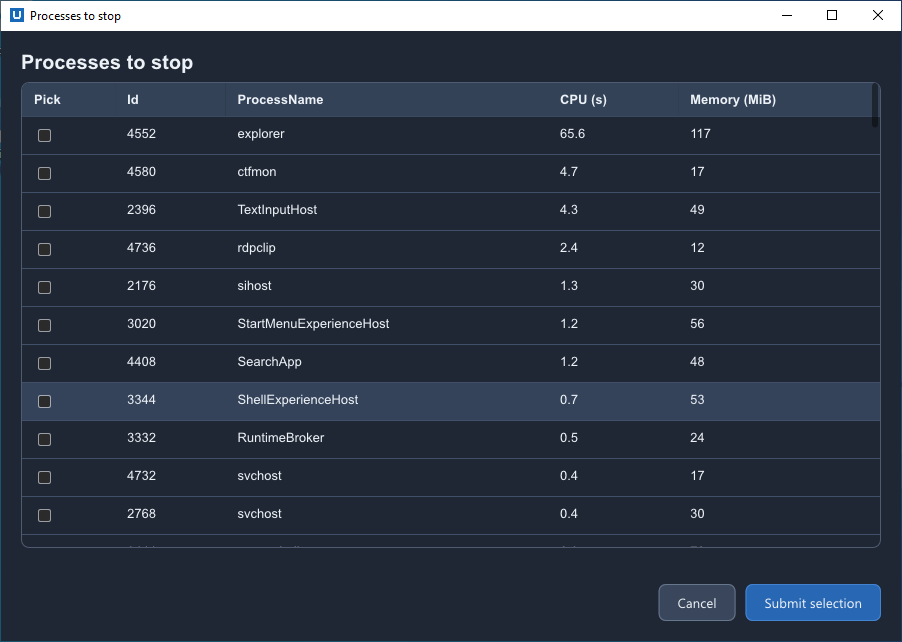 U Processes to stop
Processes to stop
Pick Id ProcessName CPU (s) Memory (MiB)
4552 explorer 65.6 117
4580 ctfmon 4.7 17
2396 TextInputHost 4.3 49
4736 rdpclip 2.4 12
2176 sihost 1.3 30
3020 StartMenuExperienceHost 1.2 56
4408 SearchApp 1.2 48
3344 ShellExperienceHost 0.7 53
3332 RuntimeBroker 0.5 24
4732 svchost 0.4 17
2768 svchost 0.4 30
Cancel Submit selection